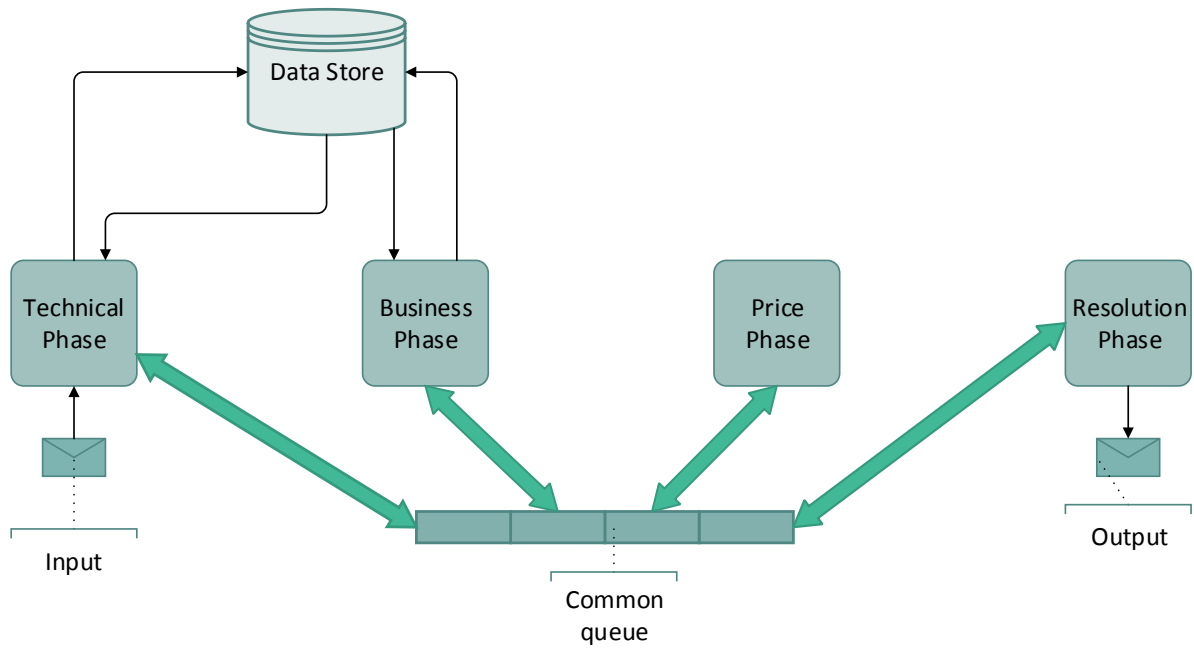 Data Store
Technical
Phase
Business
Phase
Price
Phase
Resolution
Phase
Input
Output
Common
queue